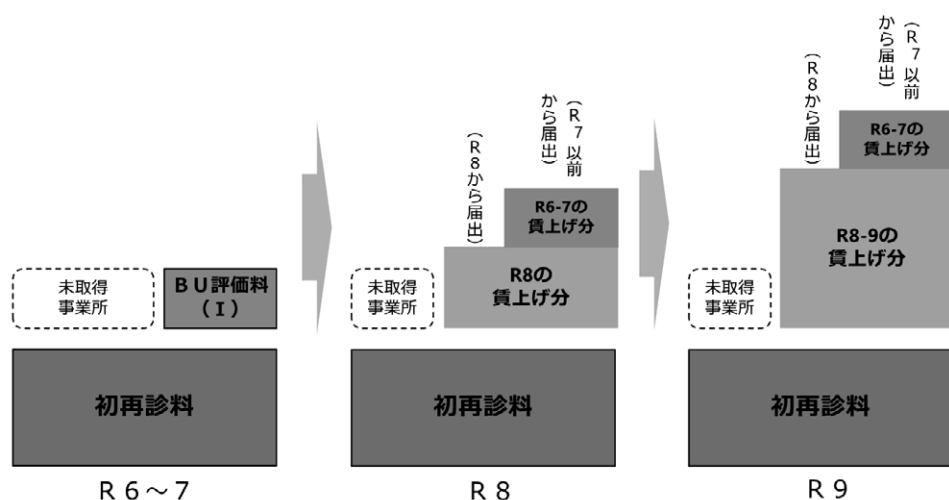 未取得
事業所
ＢＵ評価料
（Ⅰ）
初再診料
Ｒ６～７
未取得
事業所
（R８から届出）
（R７以前
から届出）
R6-7の
賃上げ分
R8の
賃上げ分
初再診料
Ｒ８
未取得
事業所
（R８から届出）
（R７以前
から届出）
R6-7の
賃上げ分
R8-9の
賃上げ分
初再診料
Ｒ９